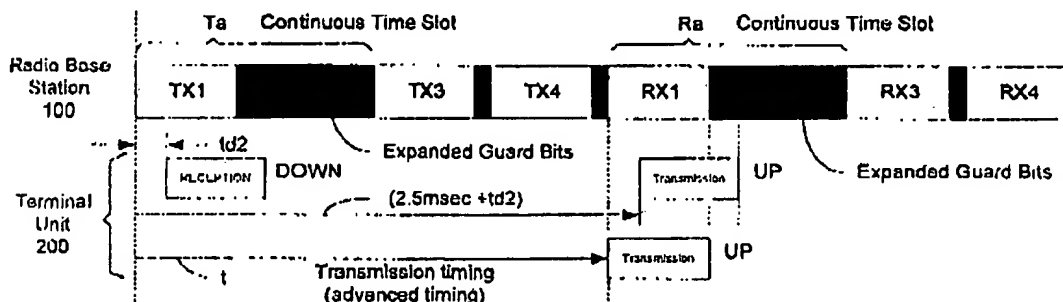 Ta Continuous Time Slot Ra Continuous Time Slot
Radio Base
Station
100
TX1 TX3 TX4 RX1 RX3 RX4
td2
Expanded Guard Bits
Expanded Guard Bits
RECEPTION DOWN
Transmission UP
(2.5msec +td2)
Terminal
Unit
200
Transmission UP
t
Transmission timing
(advanced timing)